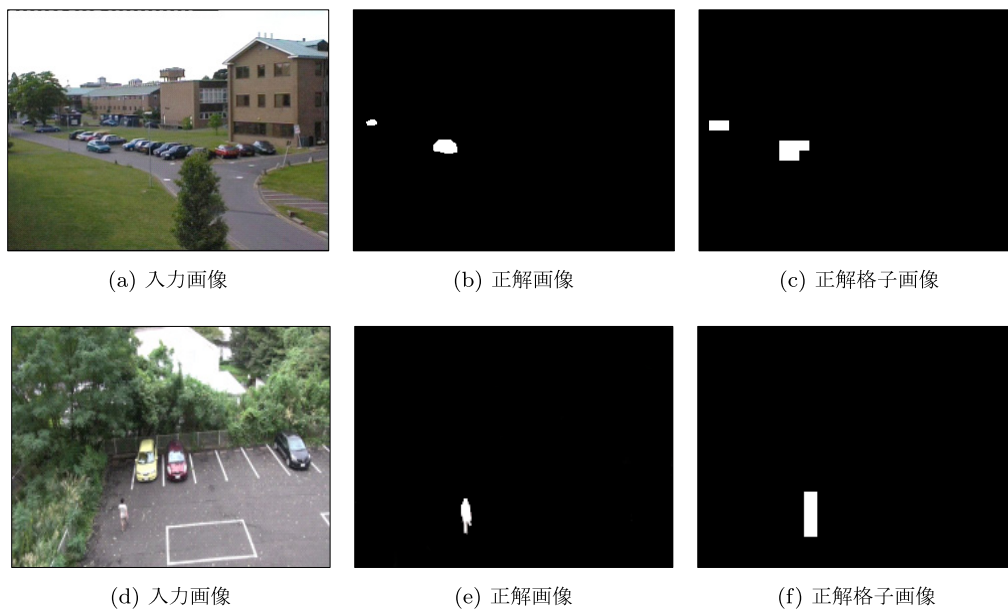 (a) 入力画像
(b) 正解画像
(c) 正解格子画像
(d) 入力画像
(e) 正解画像
(f) 正解格子画像